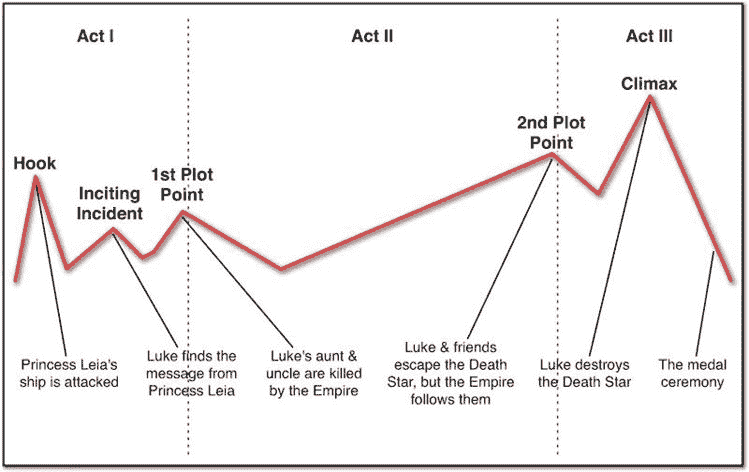 Act I
Act II
Act III
Hook
Inciting
Incident
1st Plot
Point
2nd Plot
Point
Climax
Princess Leia's
ship is attacked
Luke finds the
message from
Princess Leia
Luke's aunt &
uncle are killed
by the Empire
Luke & friends
escape the Death
Star, but the Empire
follows them
Luke destroys
the Death Star
The medal
ceremony